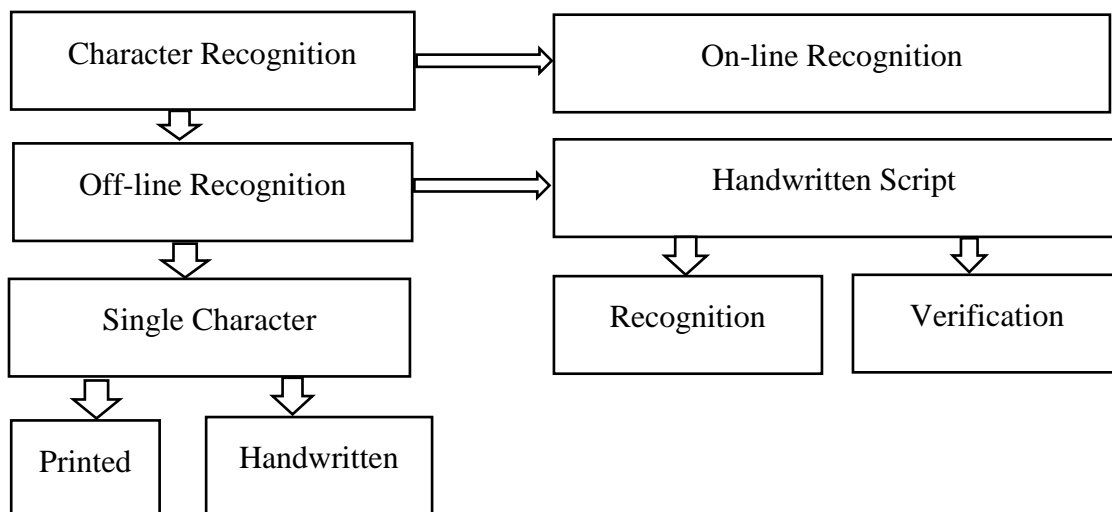 Character Recognition
On-line Recognition
Off-line Recognition
Handwritten Script
Single Character
Recognition
Verification
Printed
Handwritten